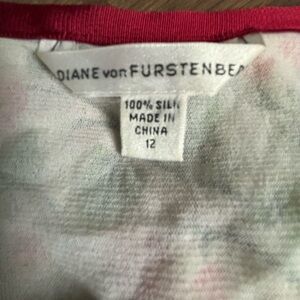 DIANE von FURSTENBE
100% SILK
MADE IN
CHINA
12